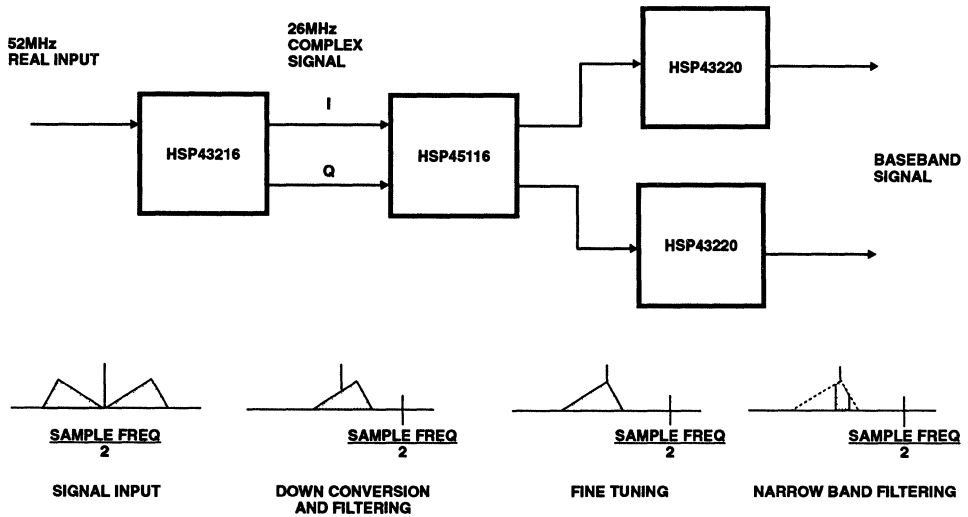 52MHz
REAL INPUT
26MHz
COMPLEX
SIGNAL
I
Q
HSP43216
HSP45116
HSP43220
HSP43220
BASEBAND
SIGNAL
SAMPLE FREQ
2
SIGNAL INPUT
SAMPLE FREQ
2
DOWN CONVERSION
AND FILTERING
SAMPLE FREQ
2
FINE TUNING
SAMPLE FREQ
2
NARROW BAND FILTERING